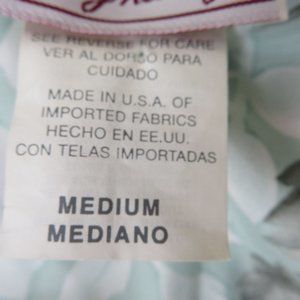 SEE REVERSE FOR CARE
VER AL DORSO PARA
CUIDADO
MADE IN U.S.A. OF
IMPORTED FABRICS
HECHO EN EE.UU.
CON TELAS IMPORTADAS
MEDIUM
MEDIANO